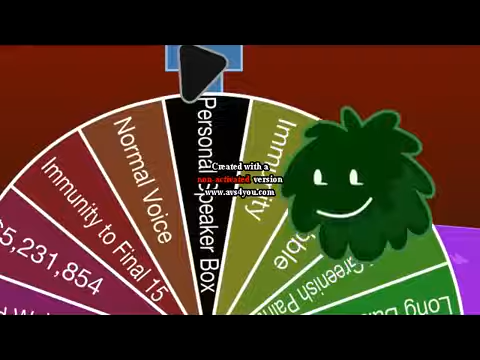 Personal Speaker Box
Normal Voice
Immunity to Final 15
5,231,854
Immunity
Greenish
Long
Created with a
non-activated version
www.avs4you.com